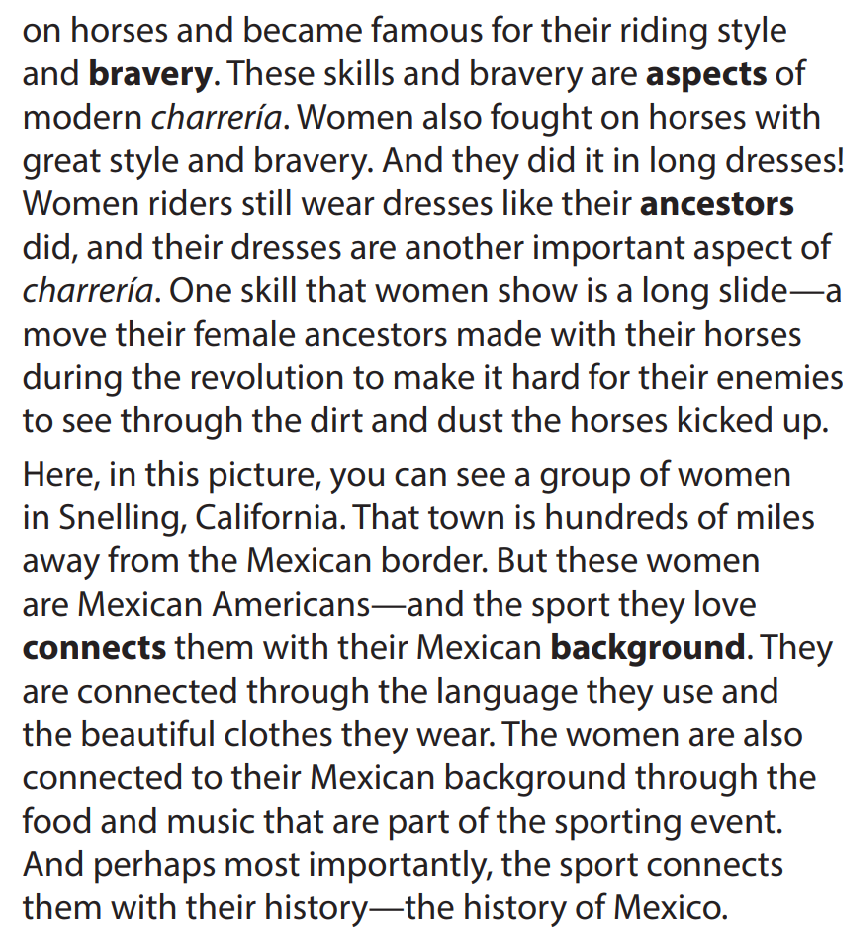 on horses and became famous for their riding style
and bravery. These skills and bravery are aspects of
modern charrería. Women also fought on horses with
great style and bravery. And they did it in long dresses!
Women riders still wear dresses like their ancestors
did, and their dresses are another important aspect of
charrería. One skill that women show is a long slide—a
move their female ancestors made with their horses
during the revolution to make it hard for their enemies
to see through the dirt and dust the horses kicked up.
Here, in this picture, you can see a group of women
in Snelling, California. That town is hundreds of miles
away from the Mexican border. But these women
are Mexican Americans—and the sport they love
connects them with their Mexican background. They
are connected through the language they use and
the beautiful clothes they wear. The women are also
connected to their Mexican background through the
food and music that are part of the sporting event.
And perhaps most importantly, the sport connects
them with their history—the history of Mexico.